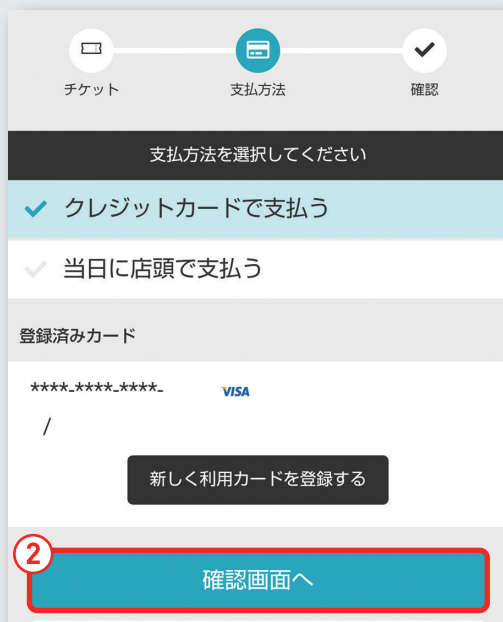 チケット
支払方法
確認
支払方法を選択してください
クレジットカードで支払う
当日に店頭で支払う
登録済みカード
****-****-****- VISA
/
新しく利用カードを登録する
2
確認画面へ